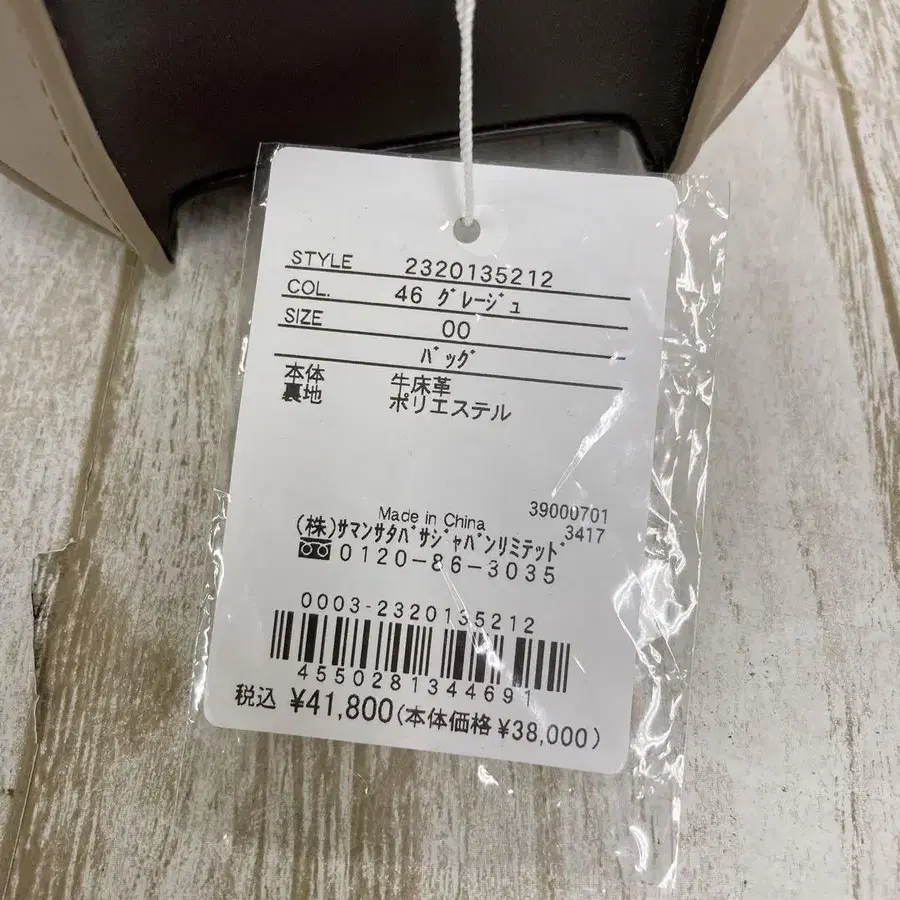 STYLE 2320135212
COL. 46 ｸﾞﾚｰｼﾞｭ
SIZE 00
ﾊﾞｯｸﾞ
本体 牛床革
裏地 ポリエステル
Made in China 39000701
3417
(株)ｻﾏﾝｻﾀﾊﾞｻｼﾞｬﾊﾟﾝﾘﾐﾃｯﾄﾞ
0120-86-3035
0003-2320135212
4550281344691
税込 ¥41,800(本体価格¥38,000)